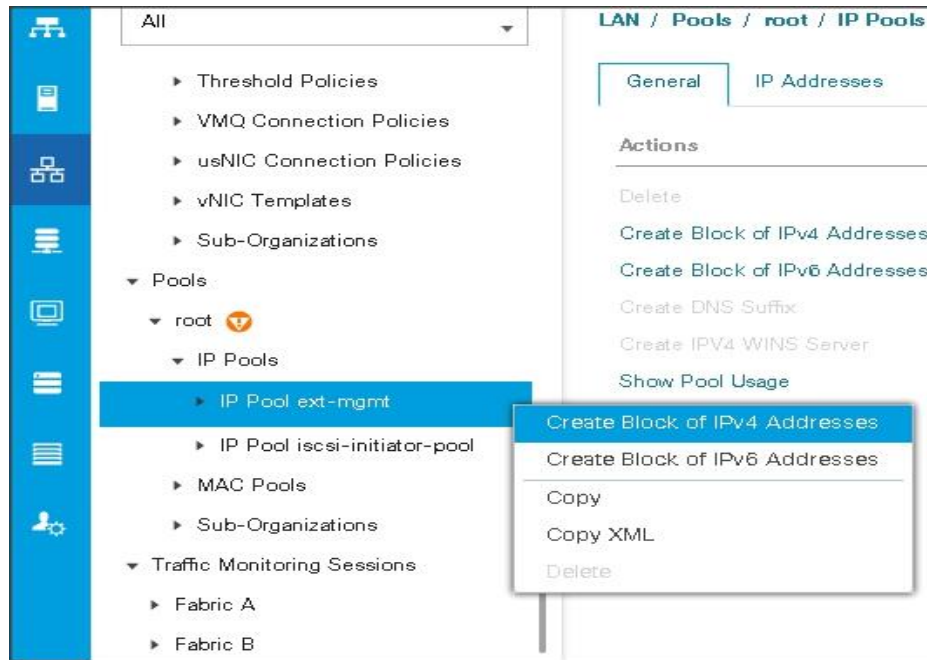 All
Threshold Policies
VMQ Connection Policies
usNIC Connection Policies
vNIC Templates
Sub-Organizations
Pools
root
IP Pools
IP Pool ext-mgmt
IP Pool iscsi-initiator-pool
MAC Pools
Sub-Organizations
Traffic Monitoring Sessions
Fabric A
Fabric B
LAN / Pools / root / IP Pools
General IP Addresses
Actions
Delete
Create Block of IPv4 Addresses
Create Block of IPv6 Addresses
Create DNS Suffix
Create IPV4 WINS Server
Show Pool Usage
Create Block of IPv4 Addresses
Create Block of IPv6 Addresses
Copy
Copy XML
Delete